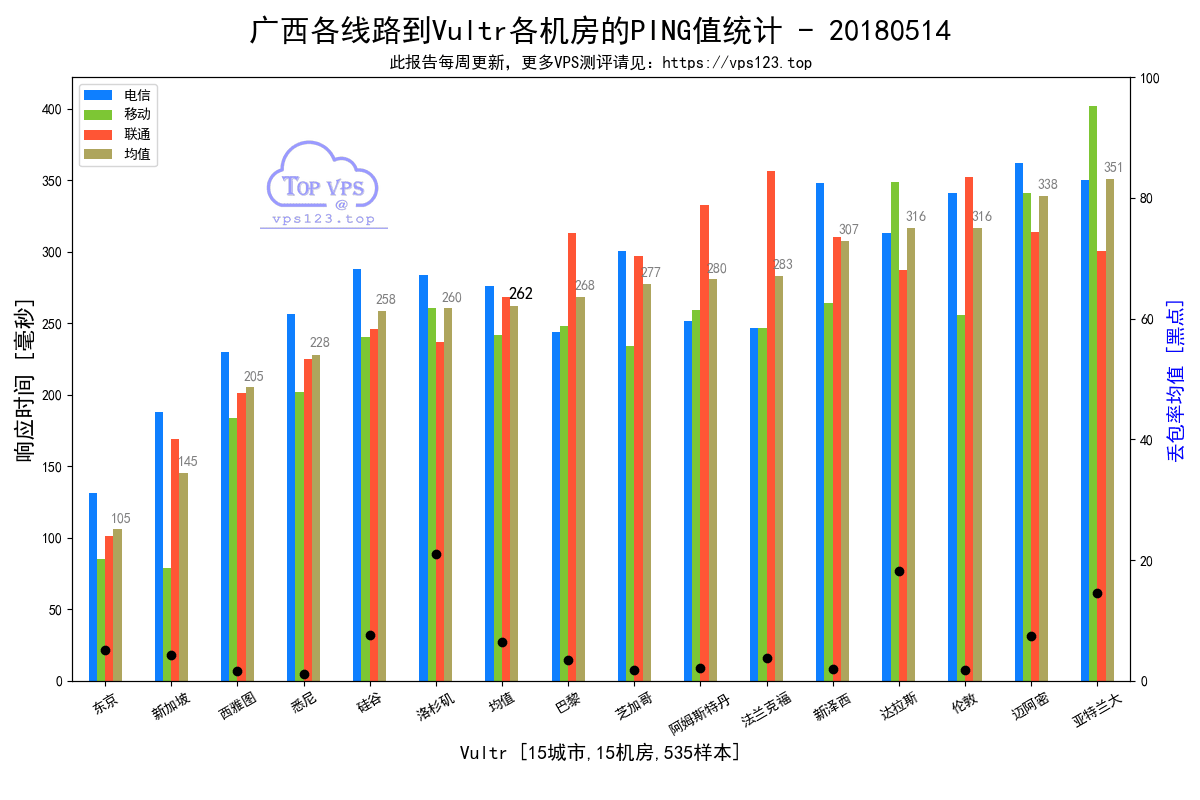 广西各线路到Vultr各机房的PING值统计 - 20180514
此报告每周更新，更多VPS测评请见：https://vps123.top
电信
移动
联通
均值
TOP VPS
@
vps123.top
响应时间 [毫秒]
400
350
300
250
200
150
100
50
0
105
145
205
228
258
260
262
268
277
280
283
307
316
316
338
351
100
80
60
40
20
0
丢包率均值 [黑点]
东京
新加坡
西雅图
悉尼
硅谷
洛杉矶
均值
巴黎
芝加哥
阿姆斯特丹
法兰克福
新泽西
达拉斯
伦敦
迈阿密
亚特兰大
Vultr [15城市,15机房,535样本]